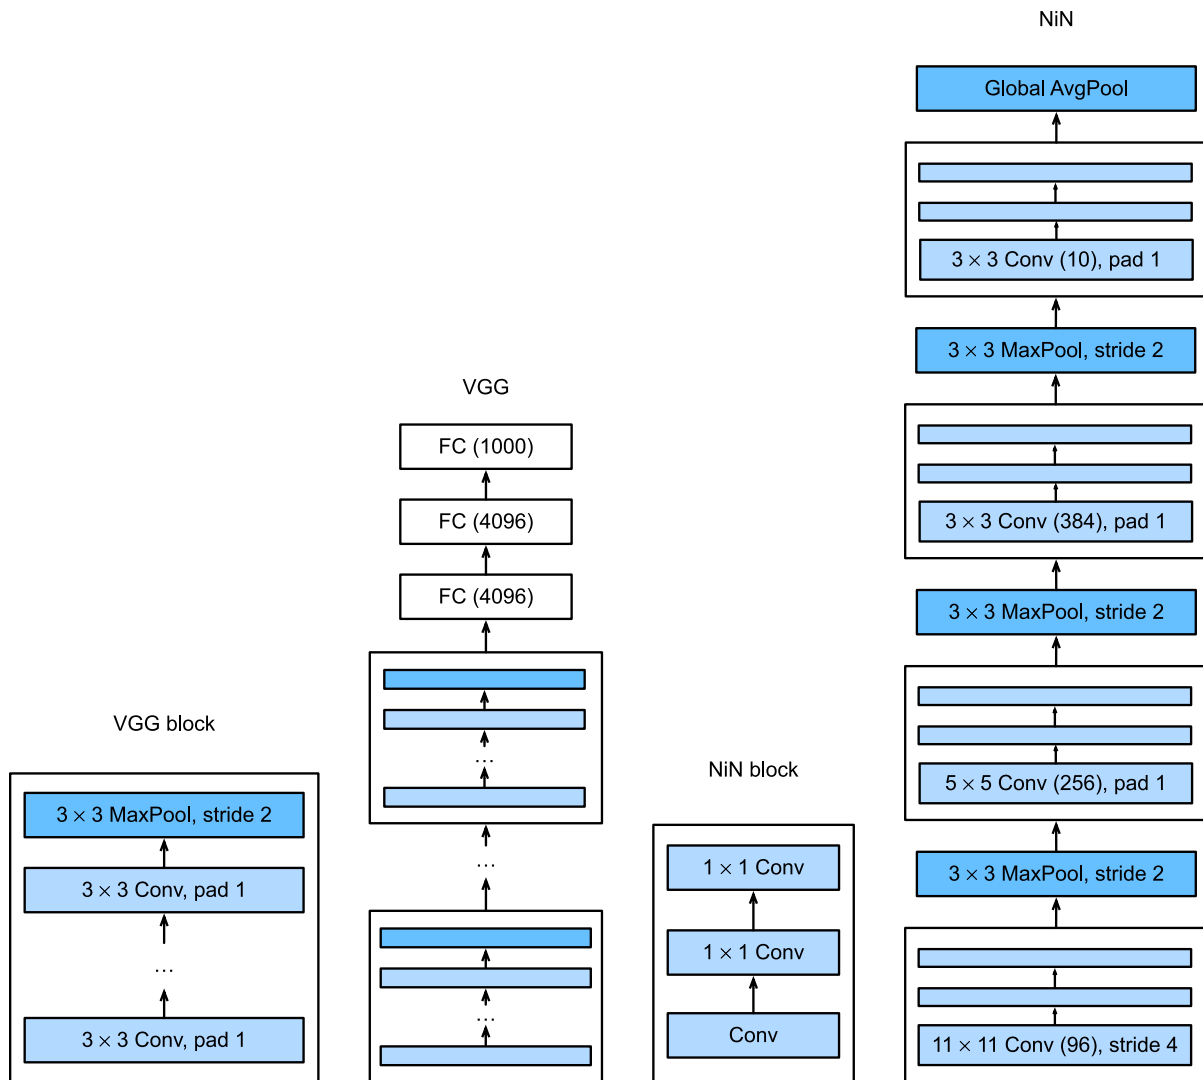 VGG block
3 × 3 MaxPool, stride 2
3 × 3 Conv, pad 1
...
3 × 3 Conv, pad 1
VGG
FC (1000)
FC (4096)
FC (4096)
...
...
...
NiN block
1 × 1 Conv
1 × 1 Conv
Conv
NiN
Global AvgPool
3 × 3 Conv (10), pad 1
3 × 3 MaxPool, stride 2
3 × 3 Conv (384), pad 1
3 × 3 MaxPool, stride 2
5 × 5 Conv (256), pad 1
3 × 3 MaxPool, stride 2
11 × 11 Conv (96), stride 4